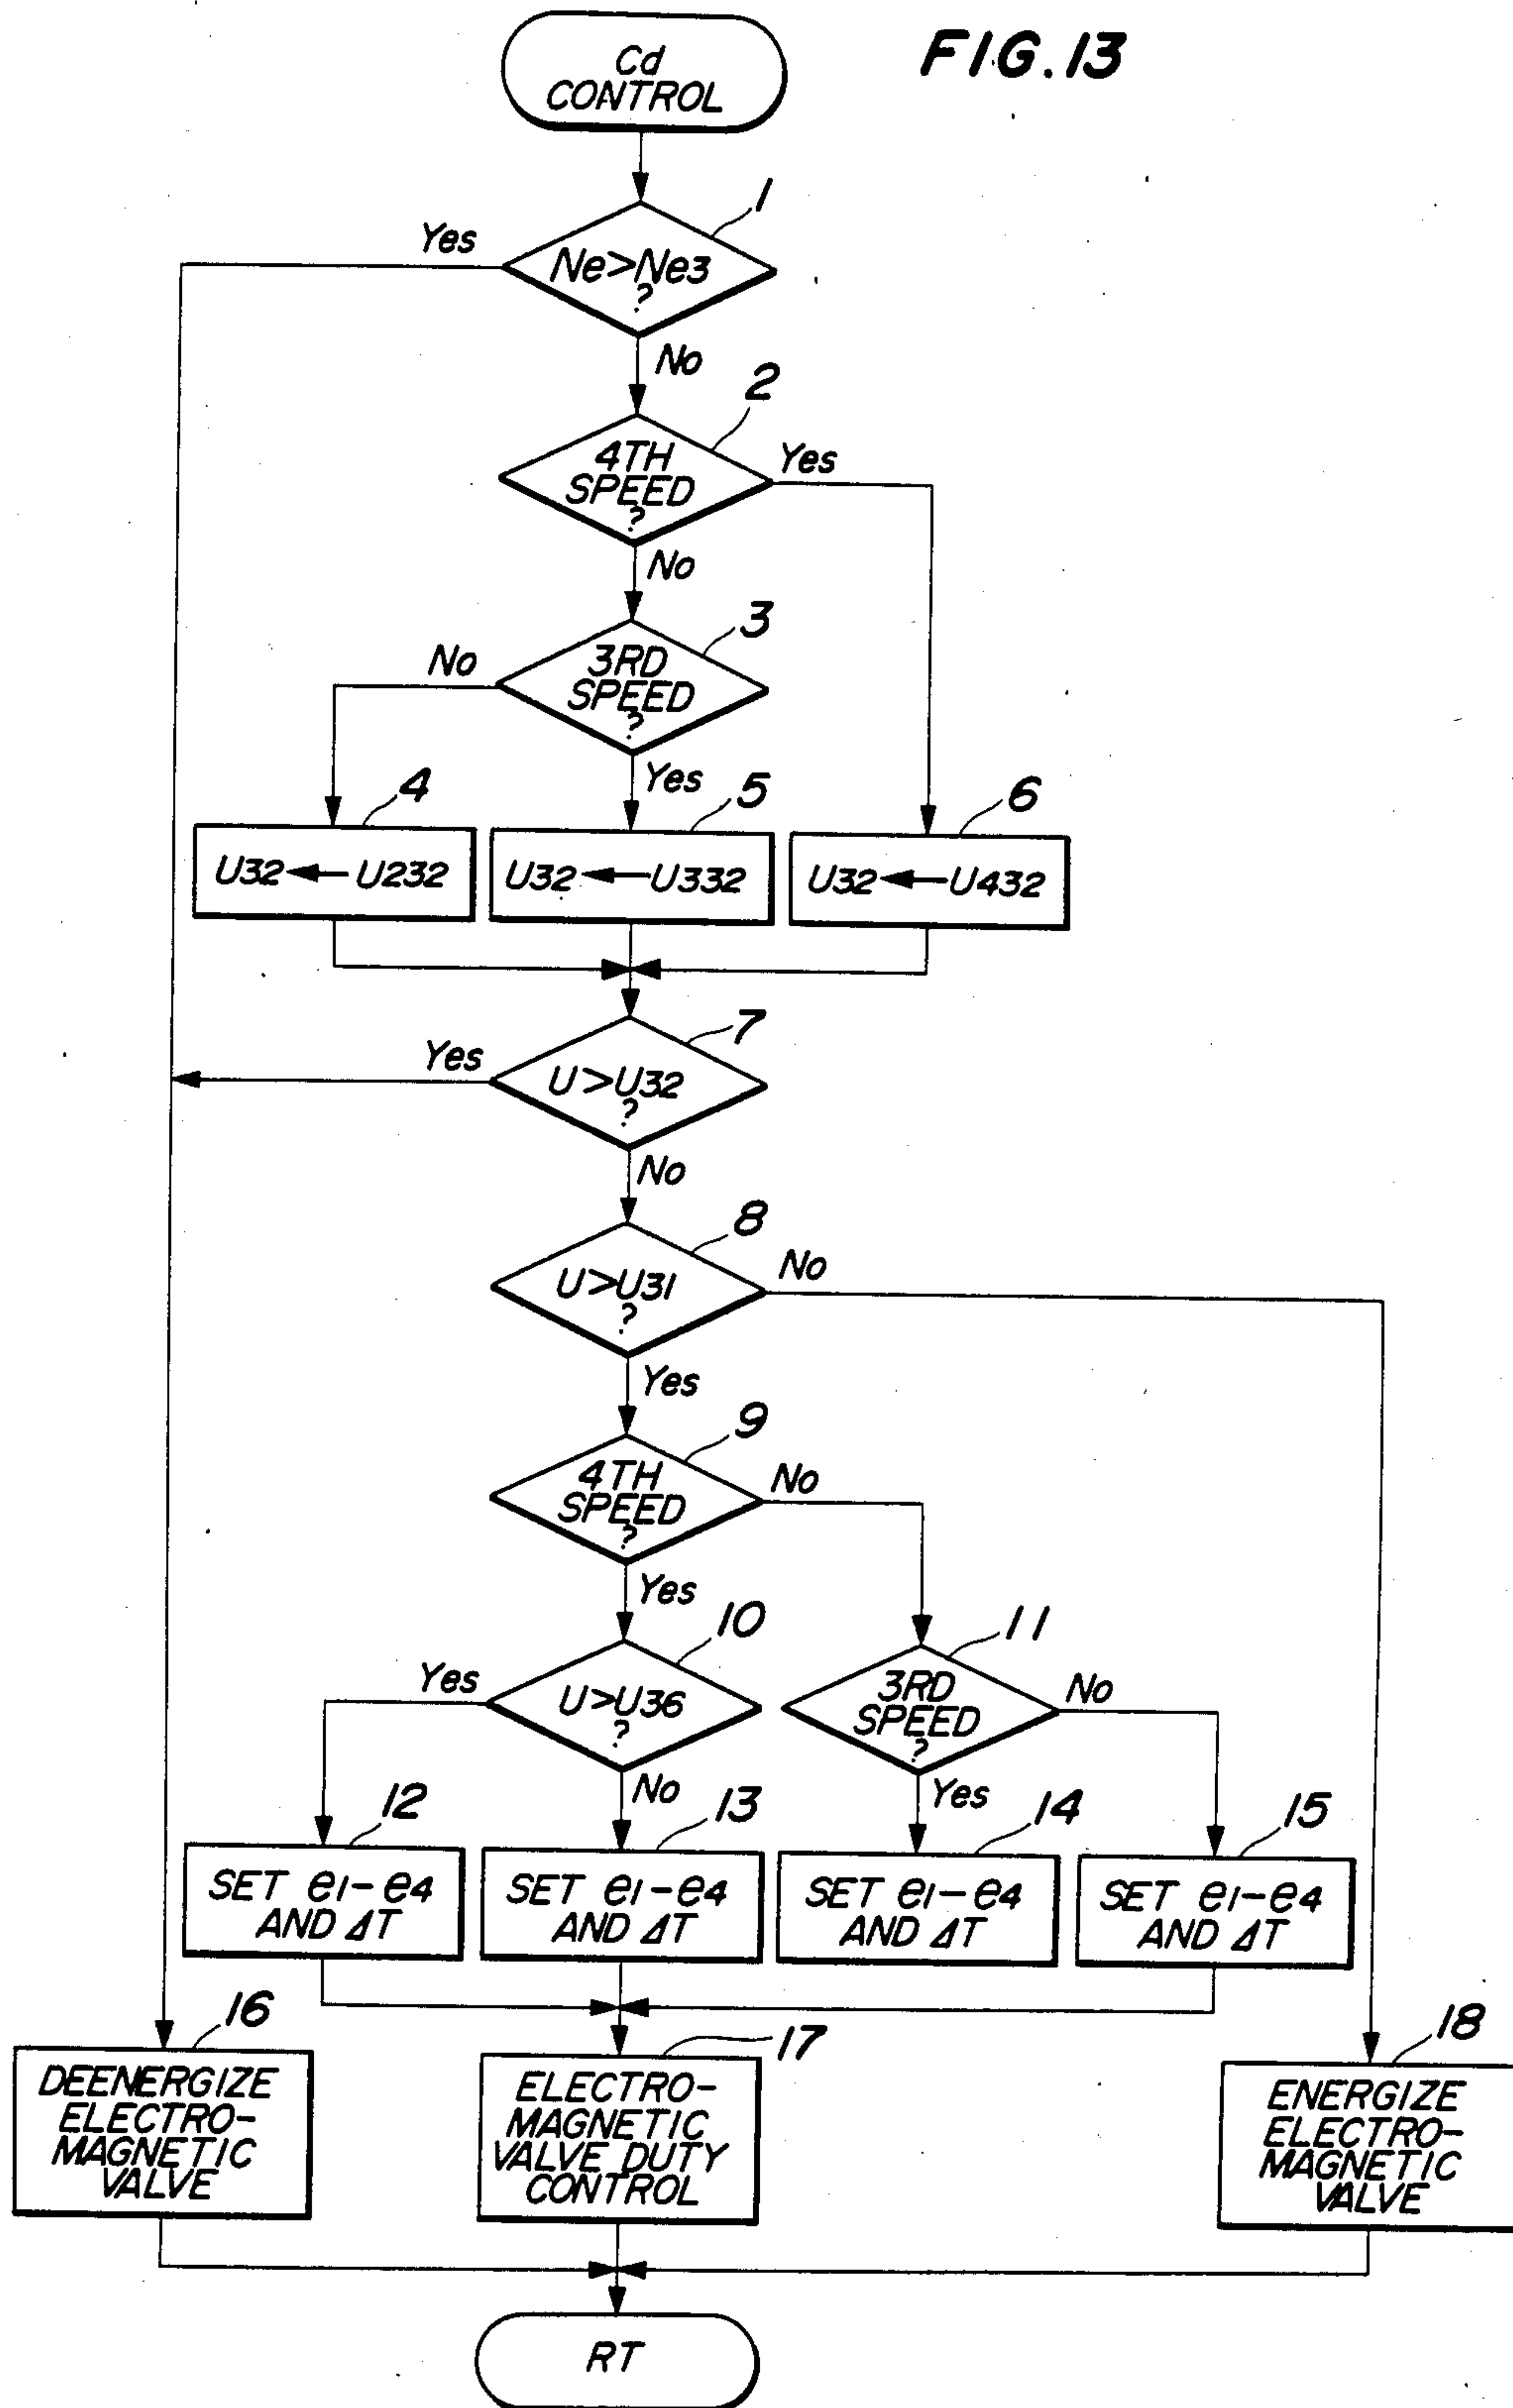 FIG.13
Cd
CONTROL
1
Yes
Ne>Ne3
?
No
2
4TH
SPEED
?
Yes
No
3
No
3RD
SPEED
?
Yes
4
5
6
U32←U232
U32←U332
U32←U432
7
Yes
U>U32
?
No
8
U>U31
?
No
Yes
9
4TH
SPEED
?
No
Yes
10
11
Yes
U>U36
?
3RD
SPEED
?
No
No
Yes
12
13
14
15
SET e1-e4
AND ΔT
SET e1-e4
AND ΔT
SET e1-e4
AND ΔT
SET e1-e4
AND ΔT
16
17
18
DEENERGIZE
ELECTRO-
MAGNETIC
VALVE
ELECTRO-
MAGNETIC
VALVE DUTY
CONTROL
ENERGIZE
ELECTRO-
MAGNETIC
VALVE
RT